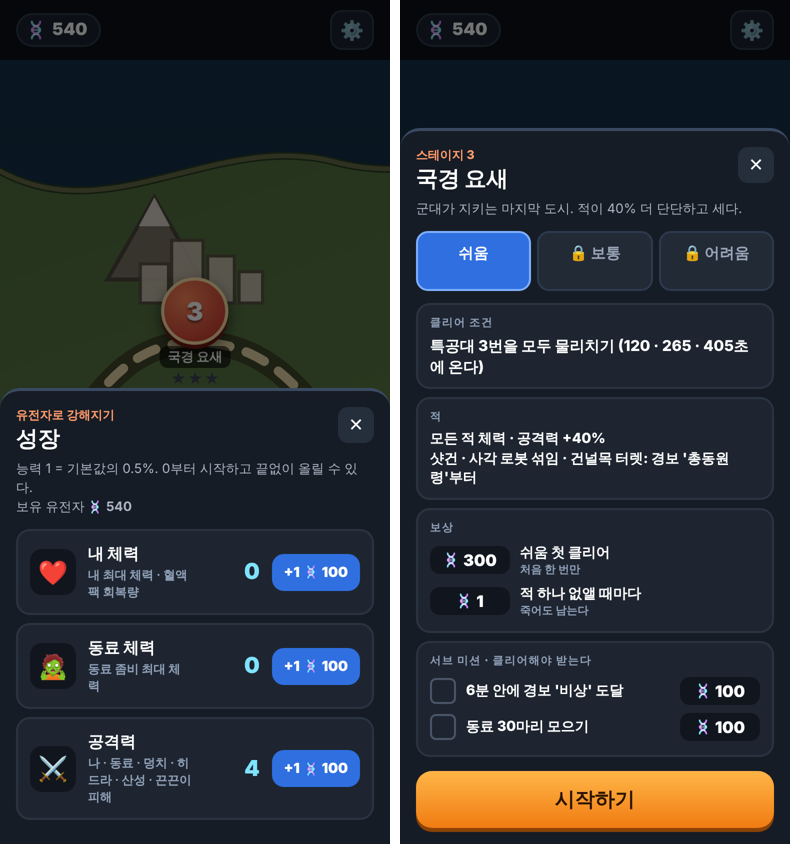 540
3
국경 요새
유전자로 강해지기
성장
능력 1 = 기본값의 0.5%. 0부터 시작하고 끝없이 올릴 수 있
다.
보유 유전자 540
내 체력
내 최대 체력 · 혈액
팩 회복량
0
+1 100
동료 체력
동료 좀비 최대 체
력
0
+1 100
공격력
나 · 동료 · 덩치 · 히
드라 · 산성 · 끈끈이
피해
4
+1 100
540
스테이지 3
국경 요새
군대가 지키는 마지막 도시. 적이 40% 더 단단하고 세다.
쉬움
보통
어려움
클리어 조건
특공대 3번을 모두 물리치기 (120 · 265 · 405초
에 온다)
적
모든 적 체력 · 공격력 +40%
샷건 · 사각 로봇 섞임 · 건널목 터렛: 경보 '총동원
령'부터
보상
300
쉬움 첫 클리어
처음 한 번만
1
적 하나 없앨 때마다
죽어도 남는다
서브 미션 · 클리어해야 받는다
6분 안에 경보 '비상' 도달
100
동료 30마리 모으기
100
시작하기